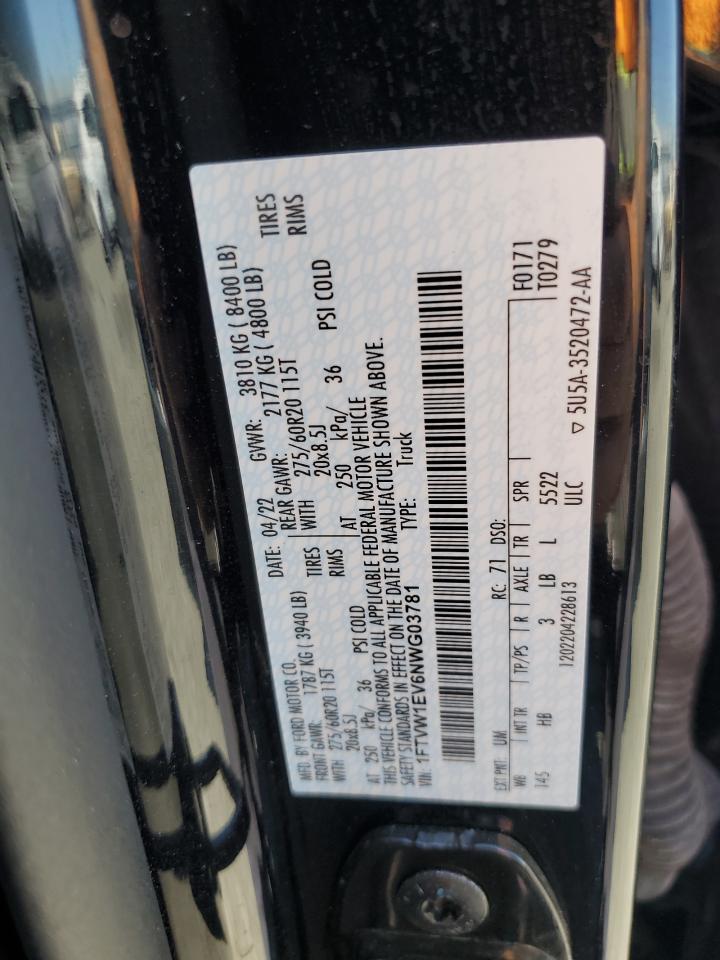 MFD BY FORD MOTOR CO. DATE: 04/22 GVWR: 3810 KG ( 8400 LB)
FRONT GAWR: 1787 KG ( 3940 LB) REAR GAWR: 2177 KG ( 4800 LB)
WITH 275/60R20 115T TIRES WITH 275/60R20 115T TIRES
20x8.5J RIMS 20x8.5J RIMS
AT 250 kPa/ 36 PSI COLD AT 250 kPa/ 36 PSI COLD
THIS VEHICLE CONFORMS TO ALL APPLICABLE FEDERAL MOTOR VEHICLE
SAFETY STANDARDS IN EFFECT ON THE DATE OF MANUFACTURE SHOWN ABOVE.
VIN: 1FTVW1EV6NWG03781 TYPE: Truck
EXT PNT: UM RC: 71 DSO: F0171
WB INT TR TP/PS R AXLE TR SPR T0279
145 HB 3 LB L 5522
1202204228613 ULC ▽ 5U5A-3520472-AA